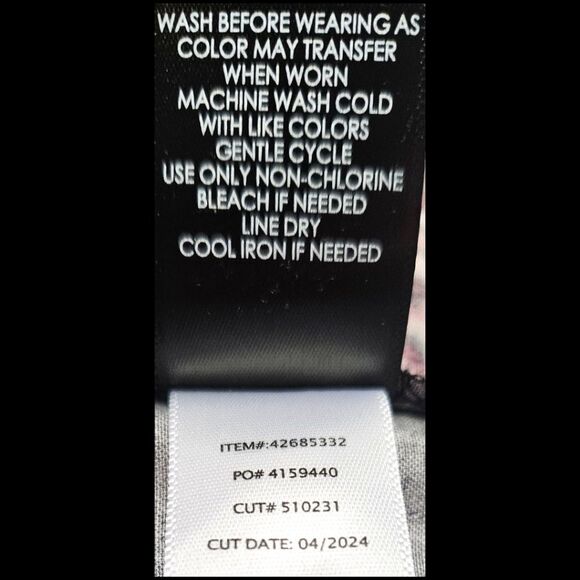 WASH BEFORE WEARING AS
COLOR MAY TRANSFER
WHEN WORN
MACHINE WASH COLD
WITH LIKE COLORS
GENTLE CYCLE
USE ONLY NON-CHLORINE
BLEACH IF NEEDED
LINE DRY
COOL IRON IF NEEDED
ITEM#:42685332
PO# 4159440
CUT# 510231
CUT DATE: 04/2024